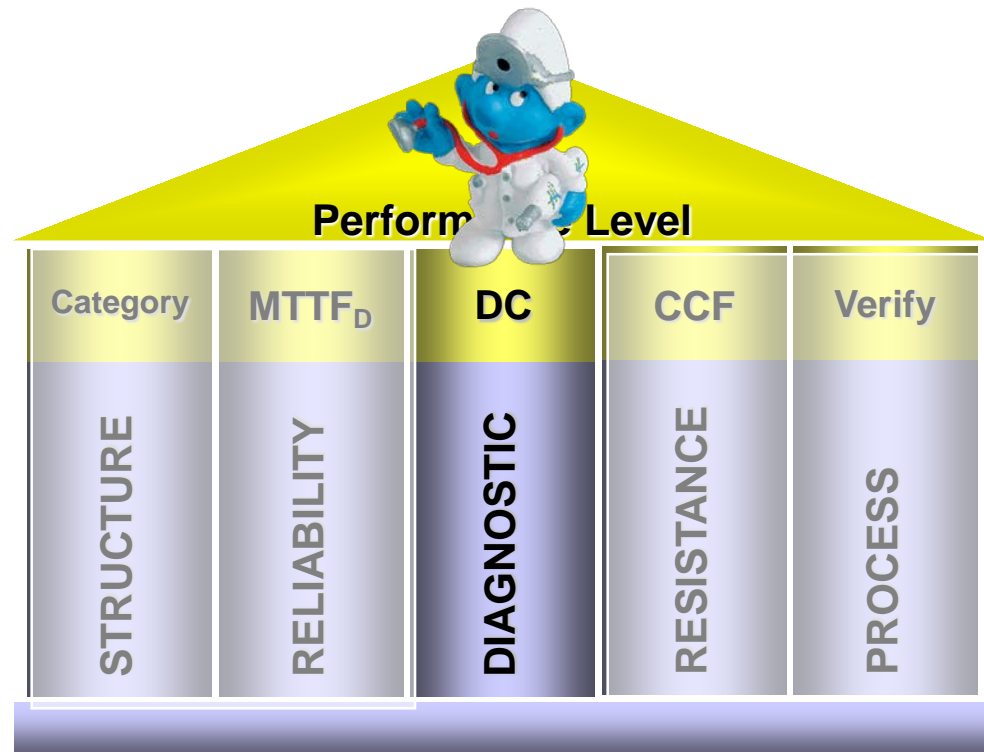 Perform e Level
Category
MTTFD
DC
CCF
Verify
STRUCTURE
RELIABILITY
DIAGNOSTIC
RESISTANCE
PROCESS